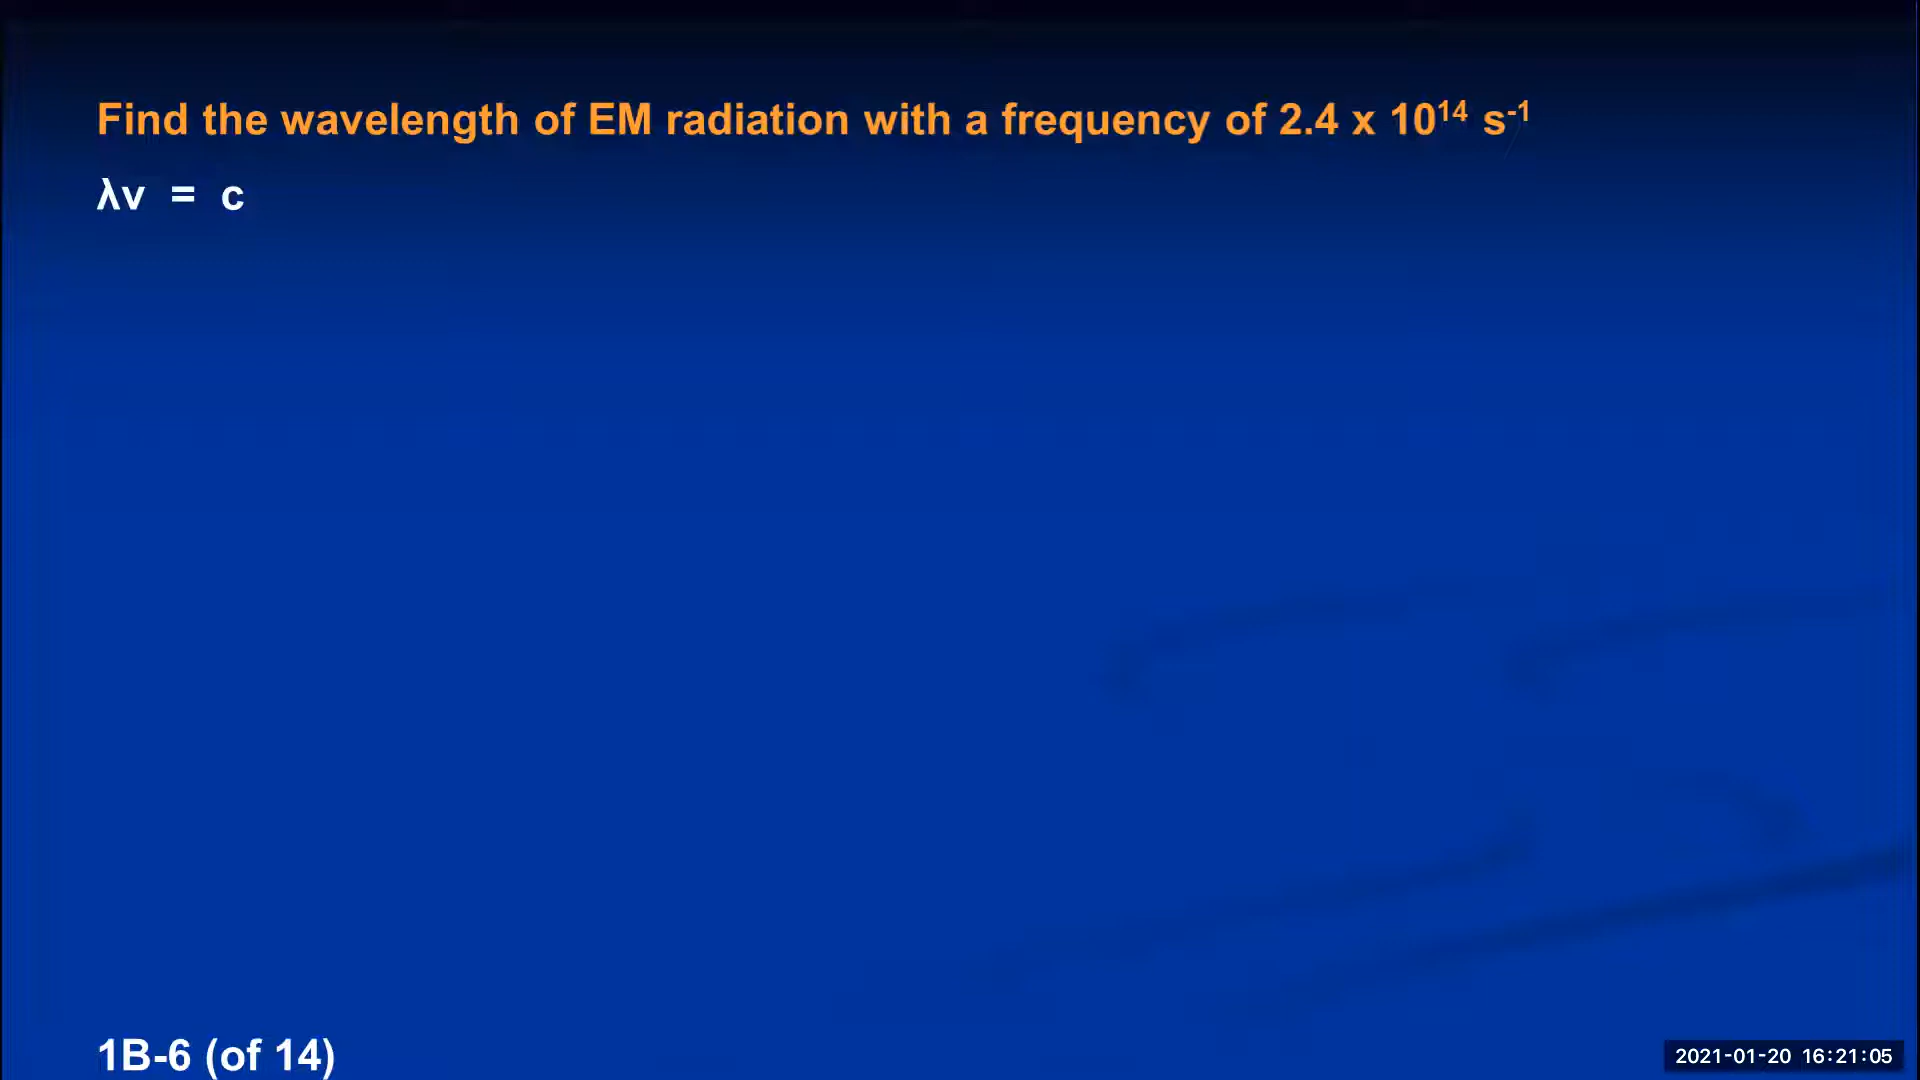 Find the wavelength of EM radiation with a frequency of 2.4 x 10¹⁴ s⁻¹
λv = c
1B-6 (of 14)
2021-01-20 16:21:05